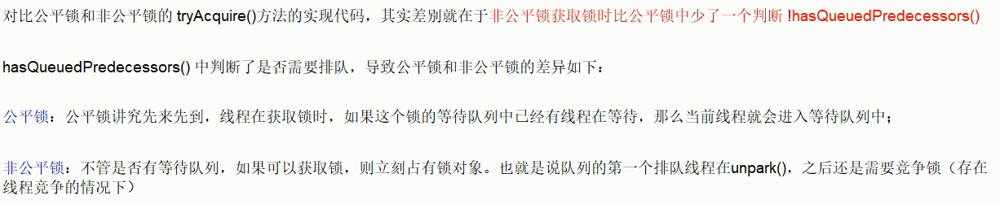 对比公平锁和非公平锁的 tryAcquire()方法的实现代码，其实差别就在于非公平锁获取锁时比公平锁中少了一个判断 !hasQueuedPredecessors()
hasQueuedPredecessors() 中判断了是否需要排队，导致公平锁和非公平锁的差异如下：
公平锁：公平锁讲究先来先到，线程在获取锁时，如果这个锁的等待队列中已经有线程在等待，那么当前线程就会进入等待队列中；
非公平锁：不管是否有等待队列，如果可以获取锁，则立刻占有锁对象。也就是说队列的第一个排队线程在unpark()，之后还是需要竞争锁（存在
线程竞争的情况下）